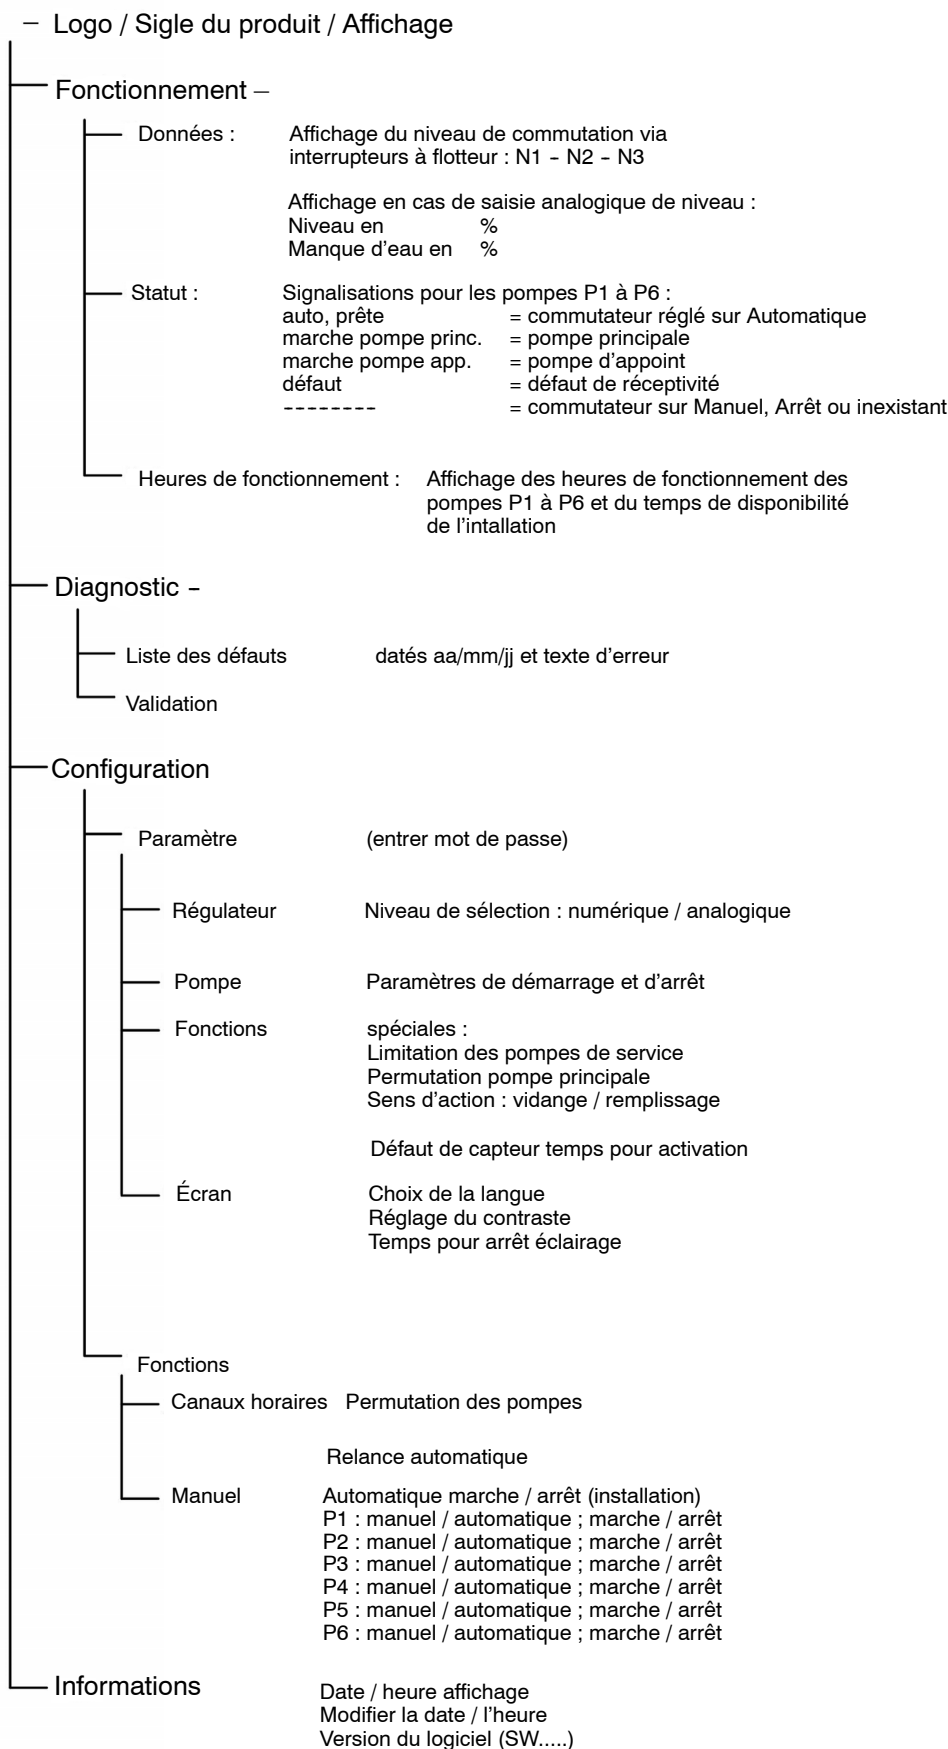 – Logo / Sigle du produit / Affichage
Fonctionnement –
Données : Affichage du niveau de commutation via
interrupteurs à flotteur : N1 - N2 - N3
Affichage en cas de saisie analogique de niveau :
Niveau en %
Manque d'eau en %
Statut : Signalisations pour les pompes P1 à P6 :
auto, prête = commutateur réglé sur Automatique
marche pompe princ. = pompe principale
marche pompe app. = pompe d'appoint
défaut = défaut de réceptivité
-------- = commutateur sur Manuel, Arrêt ou inexistant
Heures de fonctionnement : Affichage des heures de fonctionnement des
pompes P1 à P6 et du temps de disponibilité
de l'intallation
Diagnostic -
Liste des défauts datés aa/mm/jj et texte d'erreur
Validation
Configuration
Paramètre (entrer mot de passe)
Régulateur Niveau de sélection : numérique / analogique
Pompe Paramètres de démarrage et d'arrêt
Fonctions spéciales :
Limitation des pompes de service
Permutation pompe principale
Sens d'action : vidange / remplissage
Défaut de capteur temps pour activation
Écran Choix de la langue
Réglage du contraste
Temps pour arrêt éclairage
Fonctions
Canaux horaires Permutation des pompes
Relance automatique
Manuel Automatique marche / arrêt (installation)
P1 : manuel / automatique ; marche / arrêt
P2 : manuel / automatique ; marche / arrêt
P3 : manuel / automatique ; marche / arrêt
P4 : manuel / automatique ; marche / arrêt
P5 : manuel / automatique ; marche / arrêt
P6 : manuel / automatique ; marche / arrêt
Informations Date / heure affichage
Modifier la date / l'heure
Version du logiciel (SW.....)